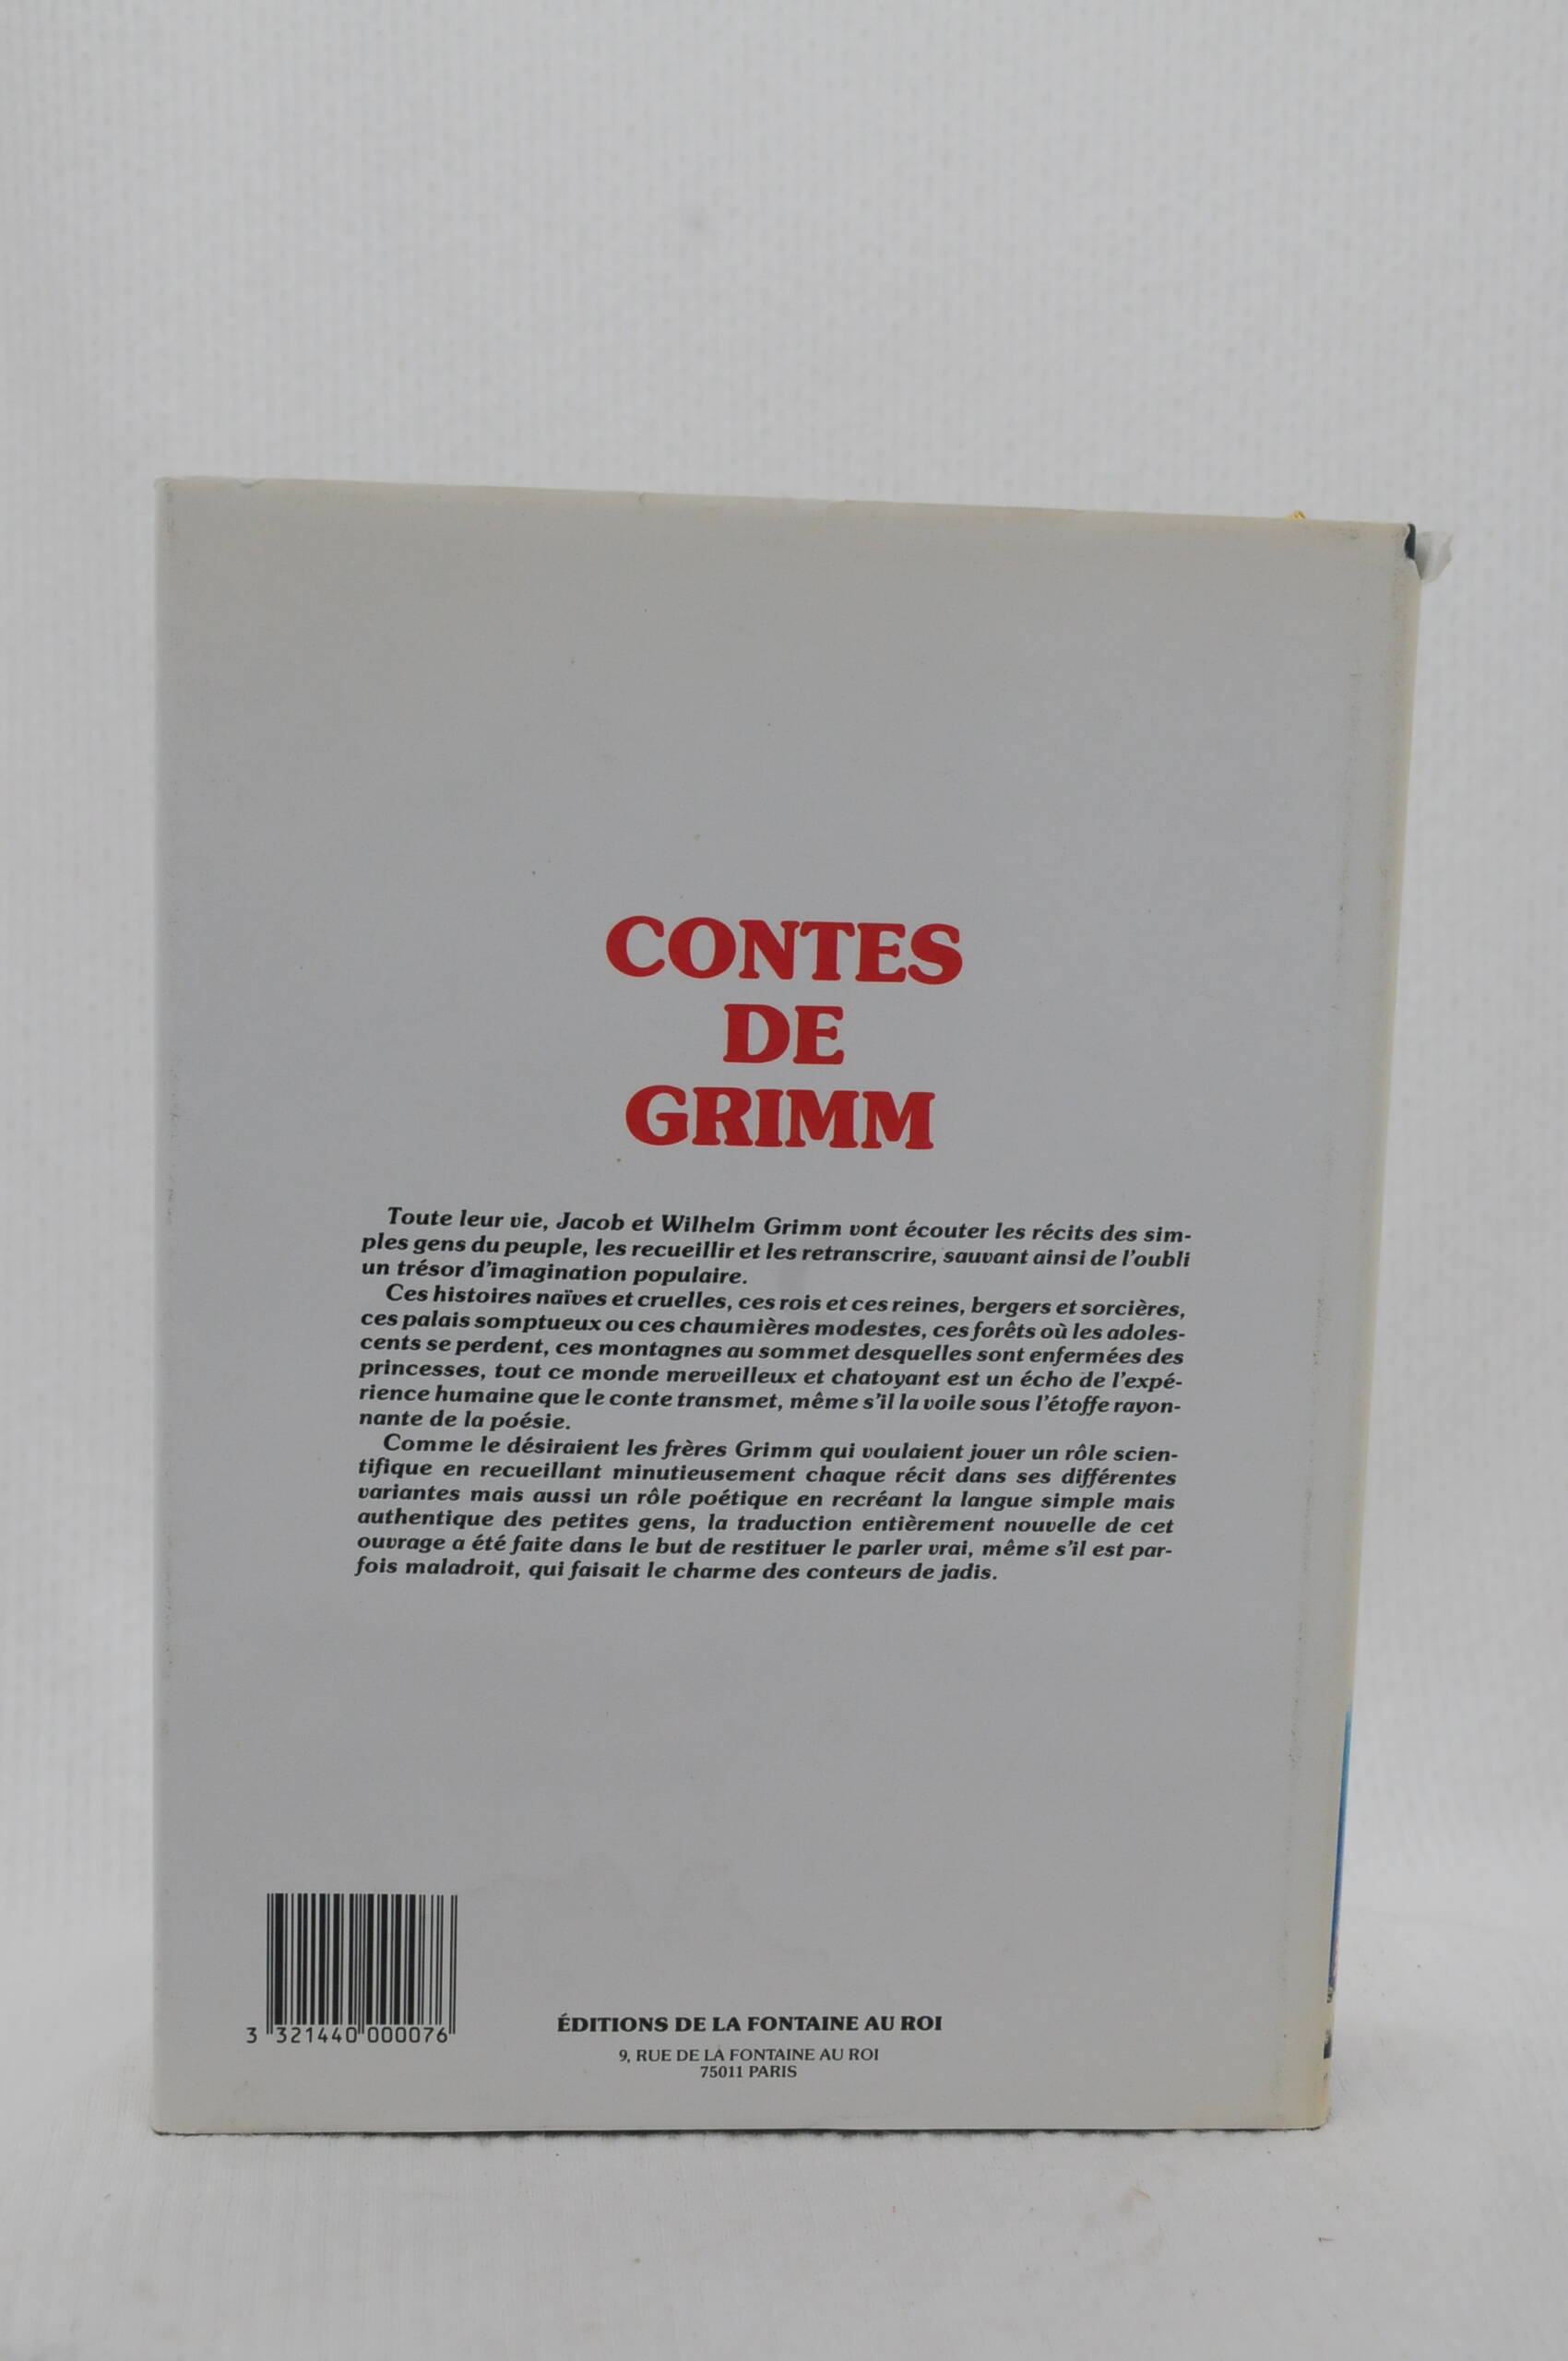 CONTES
DE
GRIMM
Toute leur vie, Jacob et Wilhelm Grimm vont écouter les récits des sim-
ples gens du peuple, les recueillir et les retranscrire, sauvant ainsi de l'oubli
un trésor d'imagination populaire.
Ces histoires naïves et cruelles, ces rois et ces reines, bergers et sorcières,
ces palais somptueux ou ces chaumières modestes, ces forêts où les adoles-
cents se perdent, ces montagnes au sommet desquelles sont enfermées des
princesses, tout ce monde merveilleux et chatoyant est un écho de l'expé-
rience humaine que le conte transmet, même s'il la voile sous l'étoffe rayon-
nante de la poésie.
Comme le désiraient les frères Grimm qui voulaient jouer un rôle scien-
tifique en recueillant minutieusement chaque récit dans ses différentes
variantes mais aussi un rôle poétique en recréant la langue simple mais
authentique des petites gens, la traduction entièrement nouvelle de cet
ouvrage a été faite dans le but de restituer le parler vrai, même s'il est par-
fois maladroit, qui faisait le charme des conteurs de jadis.
3 321440 000076
ÉDITIONS DE LA FONTAINE AU ROI
9, RUE DE LA FONTAINE AU ROI
75011 PARIS